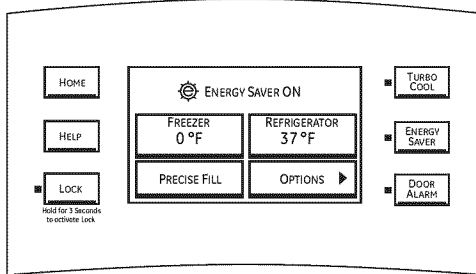 HOME
HELP
LOCK
Hold for 3 Seconds
to activate Lock
ENERGY SAVER ON
FREEZER
0 °F
REFRIGERATOR
37 °F
PRECISE FILL
OPTIONS
TURBO
COOL
ENERGY
SAVER
DOOR
ALARM